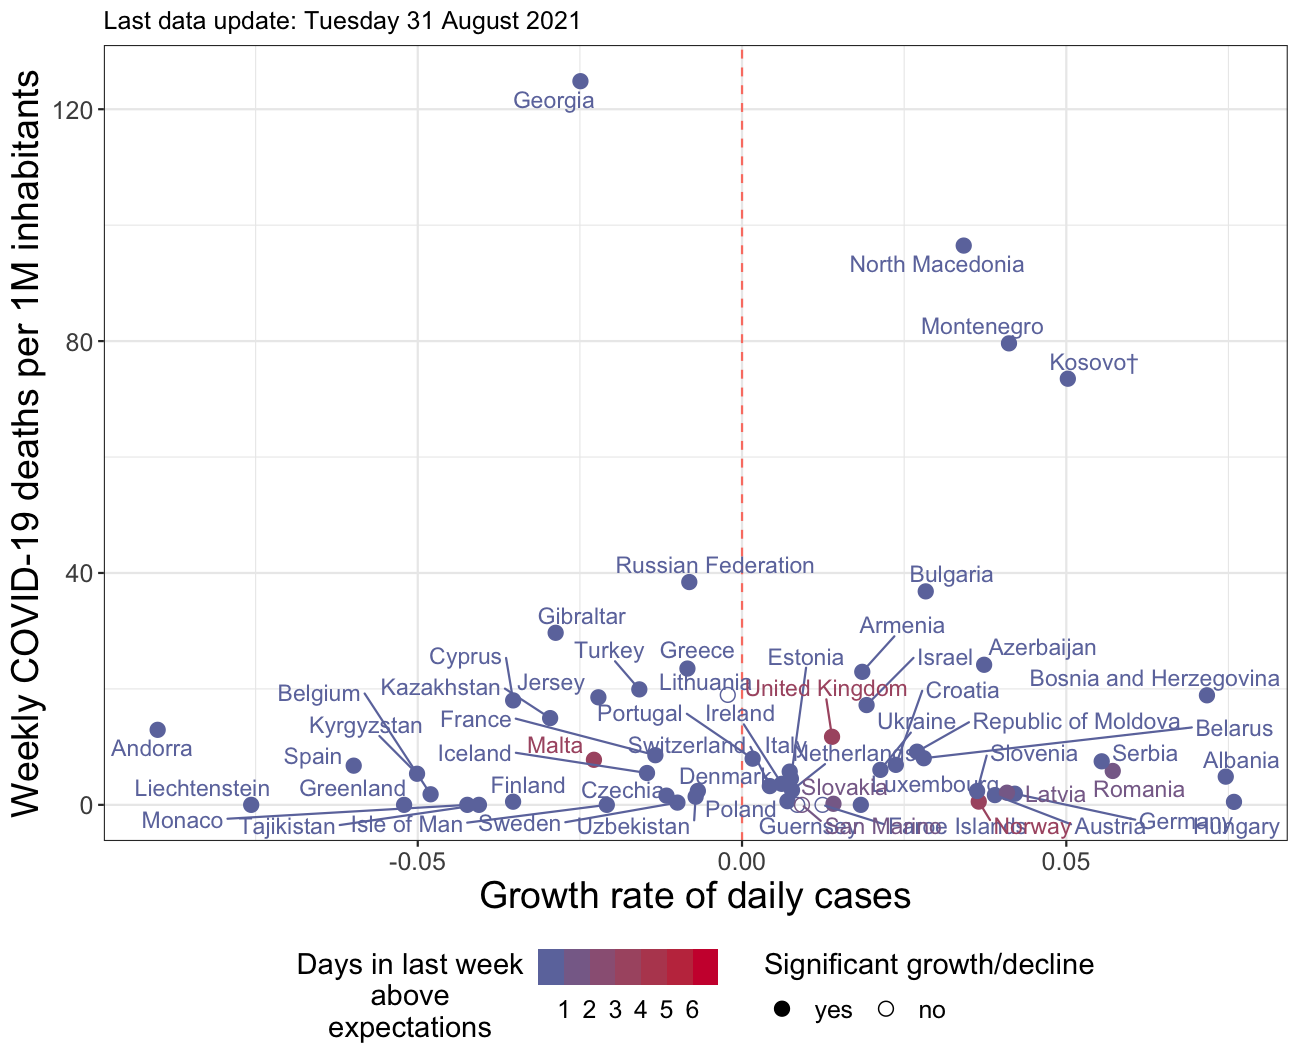 Last data update: Tuesday 31 August 2021
Weekly COVID-19 deaths per 1M inhabitants
120
80
40
0
Georgia
North Macedonia
Montenegro
Kosovo†
Russian Federation
Bulgaria
Gibraltar
Armenia
Cyprus
Turkey
Greece
Estonia
Israel
Azerbaijan
Belgium
Kazakhstan
Jersey
Lithuania
United Kingdom
Croatia
Bosnia and Herzegovina
Kyrgyzstan
France
Portugal
Ireland
Ukraine
Republic of Moldova
Belarus
Andorra
Spain
Iceland
Malta
Switzerland
Italy
Netherlands
Slovenia
Serbia
Albania
Liechtenstein
Greenland
Finland
Czechia
Denmark
Slovakia
Luxembourg
Latvia
Romania
Monaco
Tajikistan
Isle of Man
Sweden
Uzbekistan
Poland
Guernsey
San Marino
Faroe Islands
Norway
Austria
Germany
Hungary
-0.05
0.00
0.05
Growth rate of daily cases
Days in last week
above
expectations
1 2 3 4 5 6
Significant growth/decline
yes
no